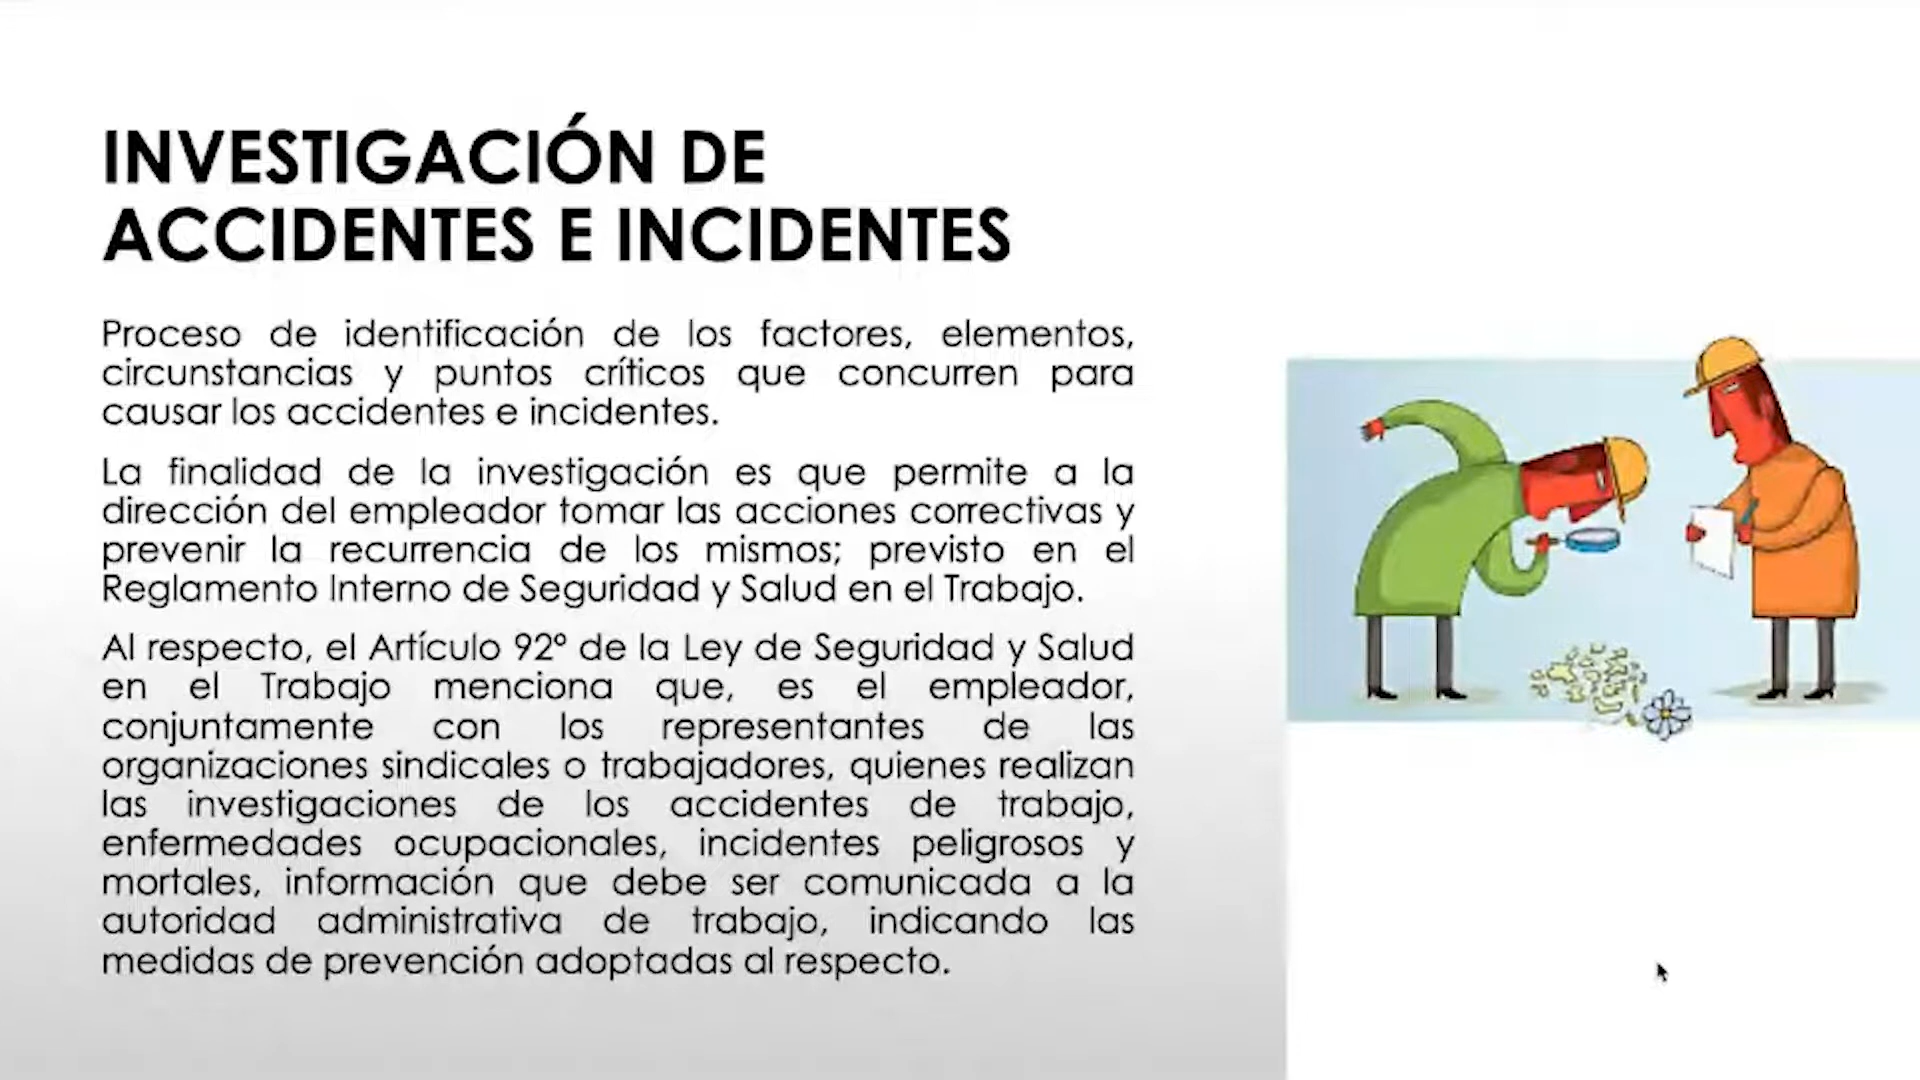 INVESTIGACIÓN DE
ACCIDENTES E INCIDENTES
Proceso de identificación de los factores, elementos,
circunstancias y puntos críticos que concurren para
causar los accidentes e incidentes.
La finalidad de la investigación es que permite a la
dirección del empleador tomar las acciones correctivas y
prevenir la recurrencia de los mismos; previsto en el
Reglamento Interno de Seguridad y Salud en el Trabajo.
Al respecto, el Artículo 92° de la Ley de Seguridad y Salud
en el Trabajo menciona que, es el empleador,
conjuntamente con los representantes de las
organizaciones sindicales o trabajadores, quienes realizan
las investigaciones de los accidentes de trabajo,
enfermedades ocupacionales, incidentes peligrosos y
mortales, información que debe ser comunicada a la
autoridad administrativa de trabajo, indicando las
medidas de prevención adoptadas al respecto.